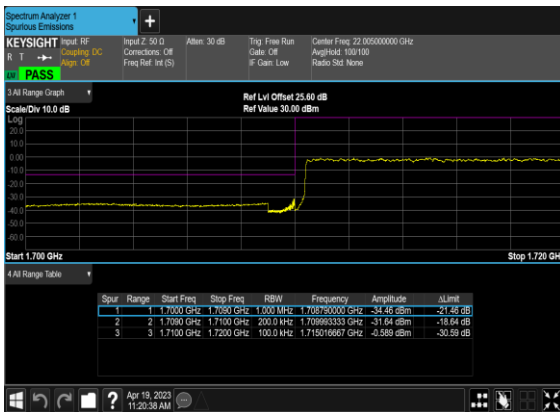 Spectrum Analyzer 1
Spurious Emissions
KEYSIGHT
R T
LVI PASS
Input: RF
Coupling: DC
Align: Off
Input Z: 50 Ω
Corrections: Off
Freq Ref: Int (S)
Atten: 30 dB
Trig: Free Run
Gate: Off
IF Gain: Low
Center Freq: 22.005000000 GHz
Avg|Hold: 100/100
Radio Std: None
3 All Range Graph
Scale/Div 10.0 dB
Ref Lvl Offset 25.60 dB
Ref Value 30.00 dBm
Log
20.0
10.0
0.00
-10.0
-20.0
-30.0
-40.0
-50.0
-60.0
Start 1.700 GHz
Stop 1.720 GH
4 All Range Table
Spur Range Start Freq Stop Freq RBW Frequency Amplitude ΔLimit
1 1 1.7000 GHz 1.7090 GHz 1.000 MHz 1.708790000 GHz -34.46 dBm -21.46 dB
2 2 1.7090 GHz 1.7100 GHz 200.0 kHz 1.709993333 GHz -31.64 dBm -18.64 dB
3 3 1.7100 GHz 1.7200 GHz 100.0 kHz 1.715016667 GHz -0.589 dBm -30.59 dB
?
Apr 19, 2023
11:20:38 AM